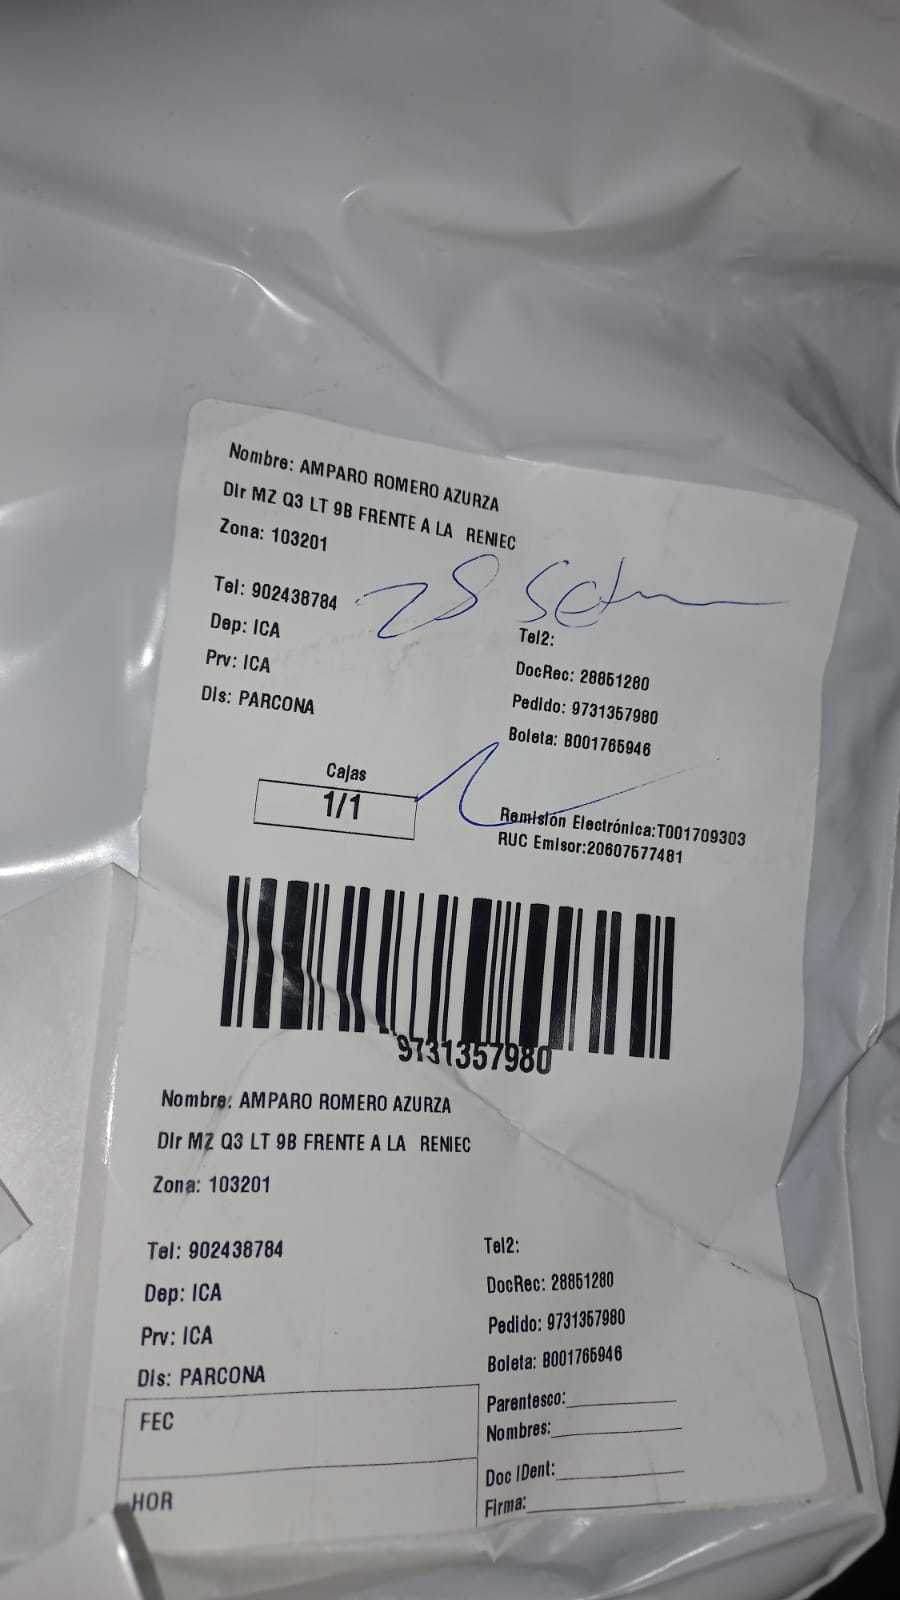 Nombre: AMPARO ROMERO AZURZA
Dir MZ Q3 LT 9B FRENTE A LA RENIEC
Zona: 103201
28 Set
Tel: 902438784
Tel2:
Dep: ICA
DocRec: 28851280
Prv: ICA
Pedido: 9731357980
Dis: PARCONA
Boleta: B001765946
Cajas
1/1
Remisión Electrónica:T001709303
RUC Emisor:20607577481
9731357980
Nombre: AMPARO ROMERO AZURZA
Dir MZ Q3 LT 9B FRENTE A LA RENIEC
Zona: 103201
Tel: 902438784
Tel2:
Dep: ICA
DocRec: 28851280
Prv: ICA
Pedido: 9731357980
Dis: PARCONA
Boleta: B001765946
FEC
Parentesco:
Nombres:
HOR
Doc IDent:
Firma: